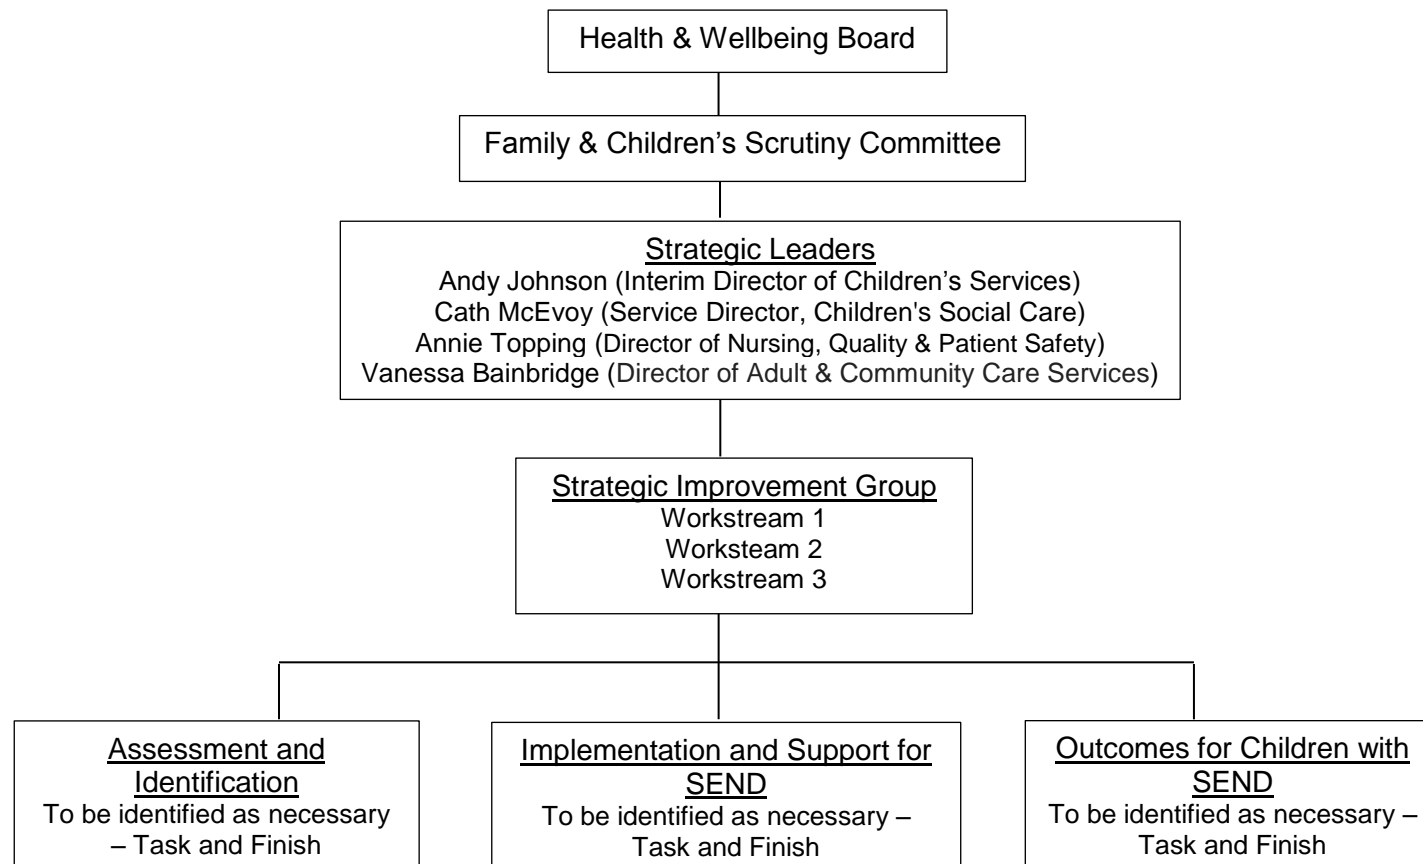 Health & Wellbeing Board
Family & Children’s Scrutiny Committee
Strategic Leaders
Andy Johnson (Interim Director of Children’s Services)
Cath McEvoy (Service Director, Children's Social Care)
Annie Topping (Director of Nursing, Quality & Patient Safety)
Vanessa Bainbridge (Director of Adult & Community Care Services)
Strategic Improvement Group
Workstream 1
Worksteam 2
Workstream 3
Assessment and
Identification
To be identified as necessary
– Task and Finish
Implementation and Support for
SEND
To be identified as necessary –
Task and Finish
Outcomes for Children with
SEND
To be identified as necessary –
Task and Finish